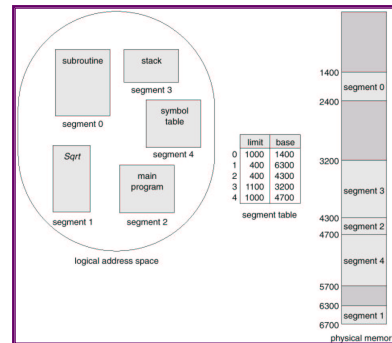 subroutine
stack
segment 3
symbol
table
segment 0
segment 4
Sqrt
main
program
segment 1
segment 2
logical address space
limit base
0 1000 1400
1 400 6300
2 400 4300
3 1100 3200
4 1000 4700
segment table
1400
segment 0
2400
3200
segment 3
4300
segment 2
4700
segment 4
5700
6300
segment 1
6700
physical memor